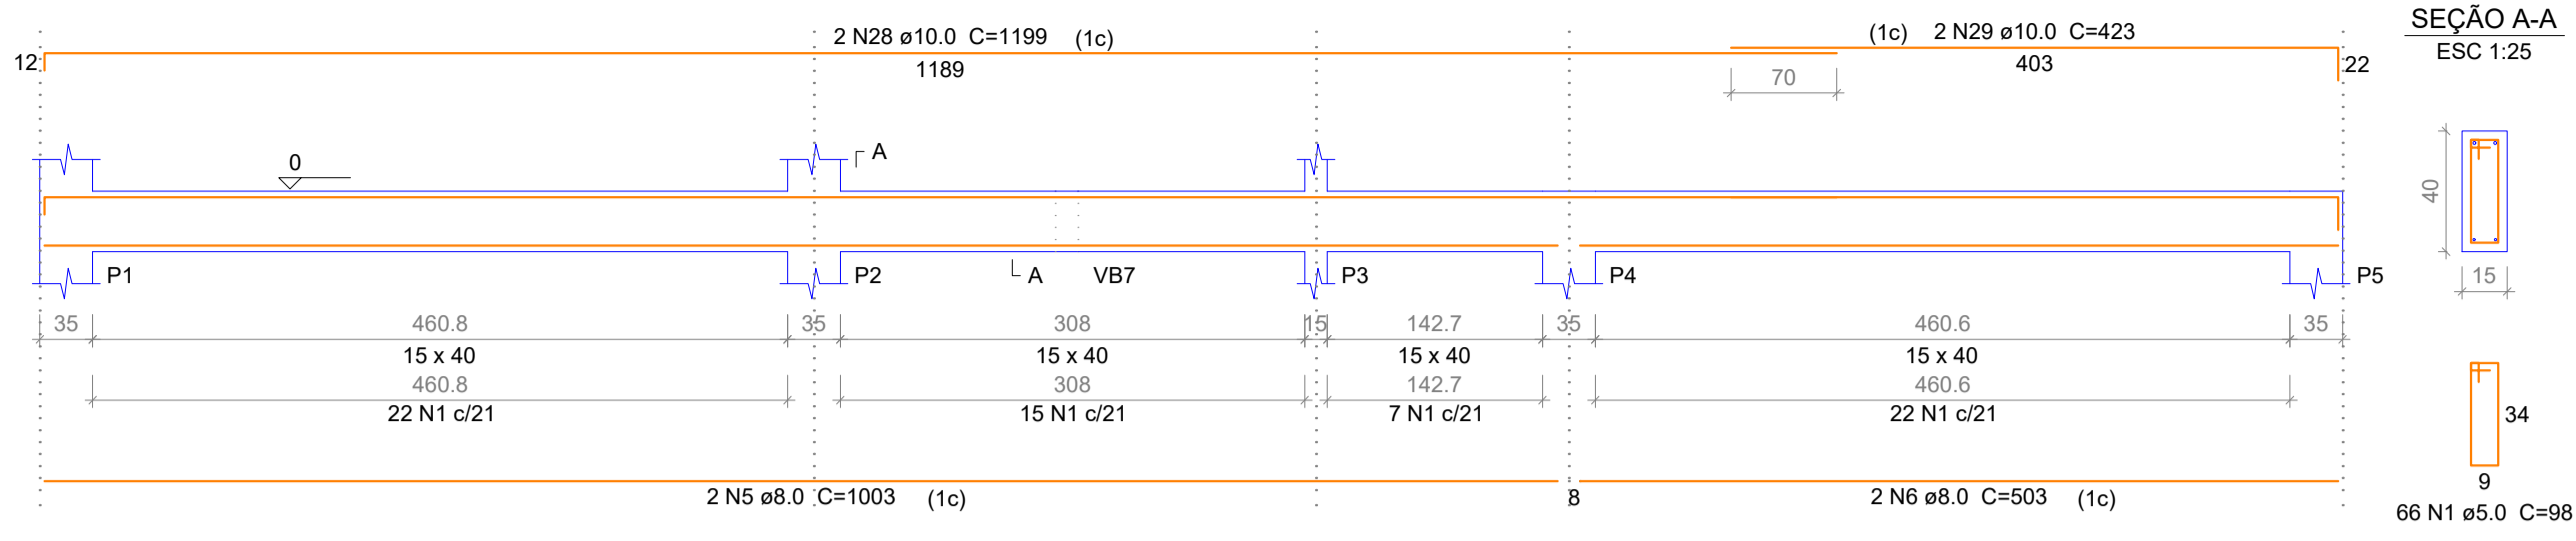 2 N28 ø10.0 C=1199 (1c)
(1c) 2 N29 ø10.0 C=423
SEÇÃO A-A
ESC 1:25
12
1189
403
22
70
0
A
40
P1
P2
A
VB7
P3
P4
P5
15
35
460.8
35
308
15
142.7
35
460.6
35
15 x 40
15 x 40
15 x 40
15 x 40
460.8
308
142.7
460.6
22 N1 c/21
15 N1 c/21
7 N1 c/21
22 N1 c/21
34
9
2 N5 ø8.0 C=1003 (1c)
8
2 N6 ø8.0 C=503 (1c)
66 N1 ø5.0 C=98